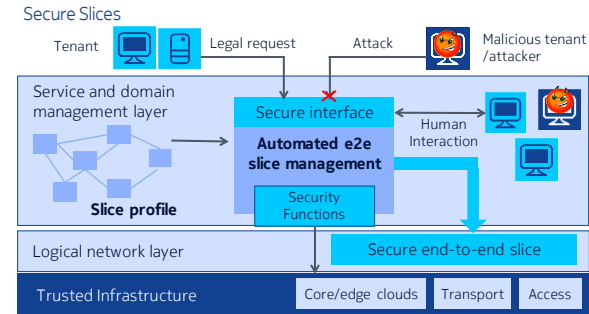 Secure Slices
Tenant
Legal request
Attack
Malicious tenant
/attacker
Service and domain
management layer
Secure interface
Automated e2e
slice management
Human
Interaction
Slice profile
Security
Functions
Logical network layer
Secure end-to-end slice
Trusted Infrastructure
Core/edge clouds
Transport
Access